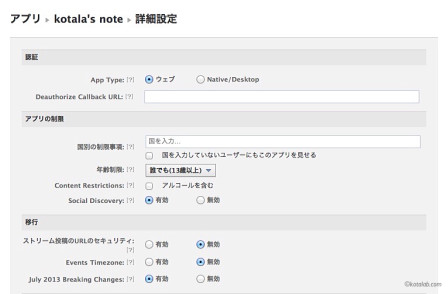 アプリ ▸ kotala's note ▸ 詳細設定
認証
App Type: [?] ウェブ Native/Desktop
Deauthorize Callback URL: [?]
アプリの制限
国別の制限事項: [?] 国を入力...
国を入力していないユーザーにもこのアプリを見せる
年齢制限: [?] 誰でも(13歳以上)
Content Restrictions: [?] アルコールを含む
Social Discovery: [?] 有効 無効
移行
ストリーム投稿のURLのセキュリティ: [?] 有効 無効
Events Timezone: [?] 有効 無効
July 2013 Breaking Changes: [?] 有効 無効
©kotalab.com